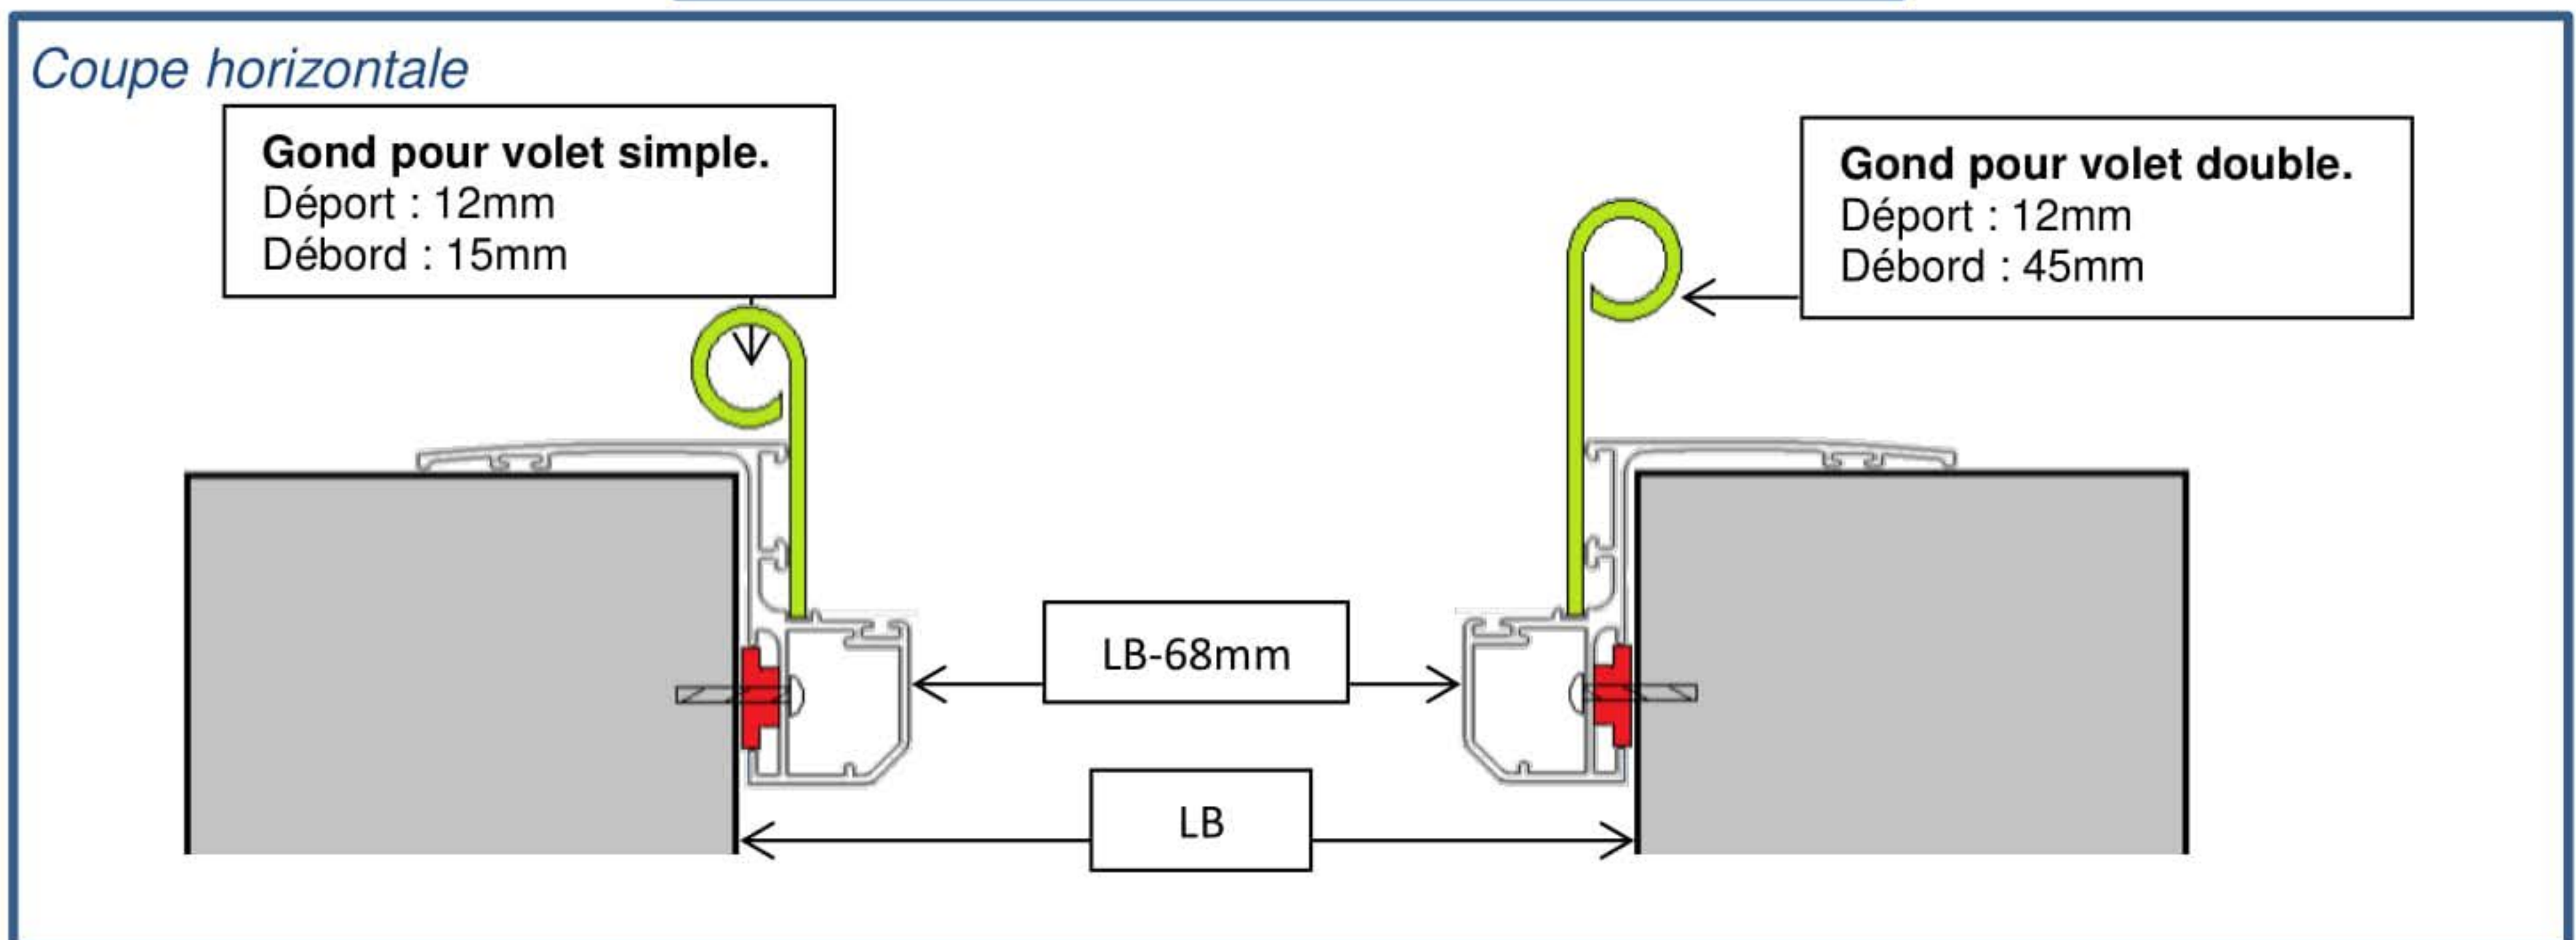 Coupe horizontale
Gond pour volet simple.
Déport : 12mm
Débord : 15mm
Gond pour volet double.
Déport : 12mm
Débord : 45mm
LB-68mm
LB